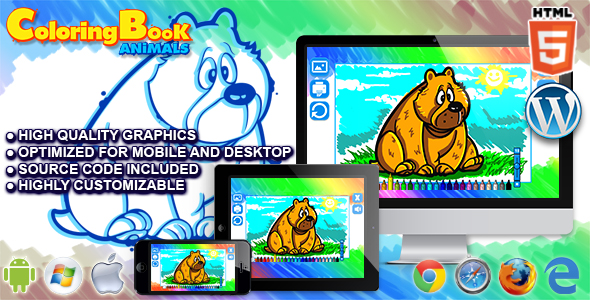 ColoringBook
ANiMALS
• HIGH QUALITY GRAPHICS
• OPTIMIZED FOR MOBILE AND DESKTOP
• SOURCE CODE INCLUDED
• HIGHLY CUSTOMIZABLE
HTML
5